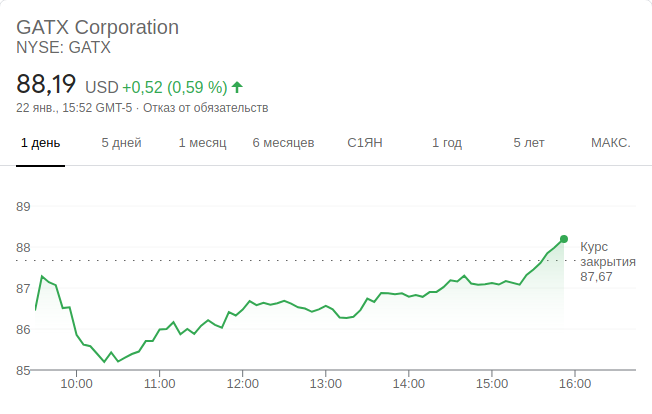 GATX Corporation
NYSE: GATX
88,19 USD +0,52 (0,59 %)
22 янв., 15:52 GMT-5 · Отказ от обязательств
1 день 5 дней 1 месяц 6 месяцев С1ЯН 1 год 5 лет МАКС.
89
88
87
86
85
Курс
закрытия
87,67
10:00 11:00 12:00 13:00 14:00 15:00 16:00